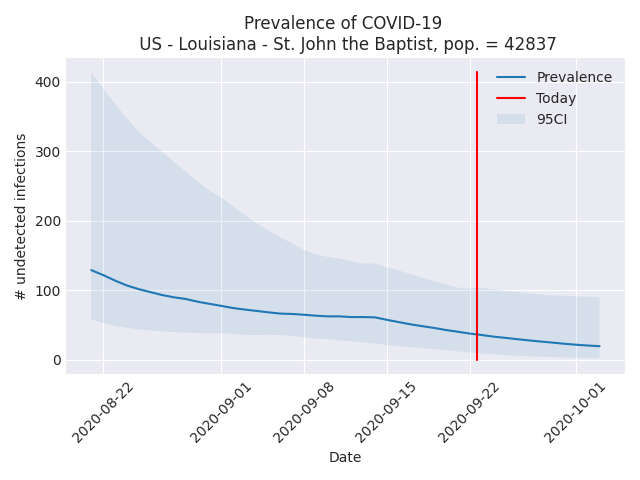 Prevalence of COVID-19
US - Louisiana - St. John the Baptist, pop. = 42837
Prevalence
Today
95CI
# undetected infections
400
300
200
100
0
2020-08-22
2020-09-01
2020-09-08
2020-09-15
2020-09-22
2020-10-01
Date